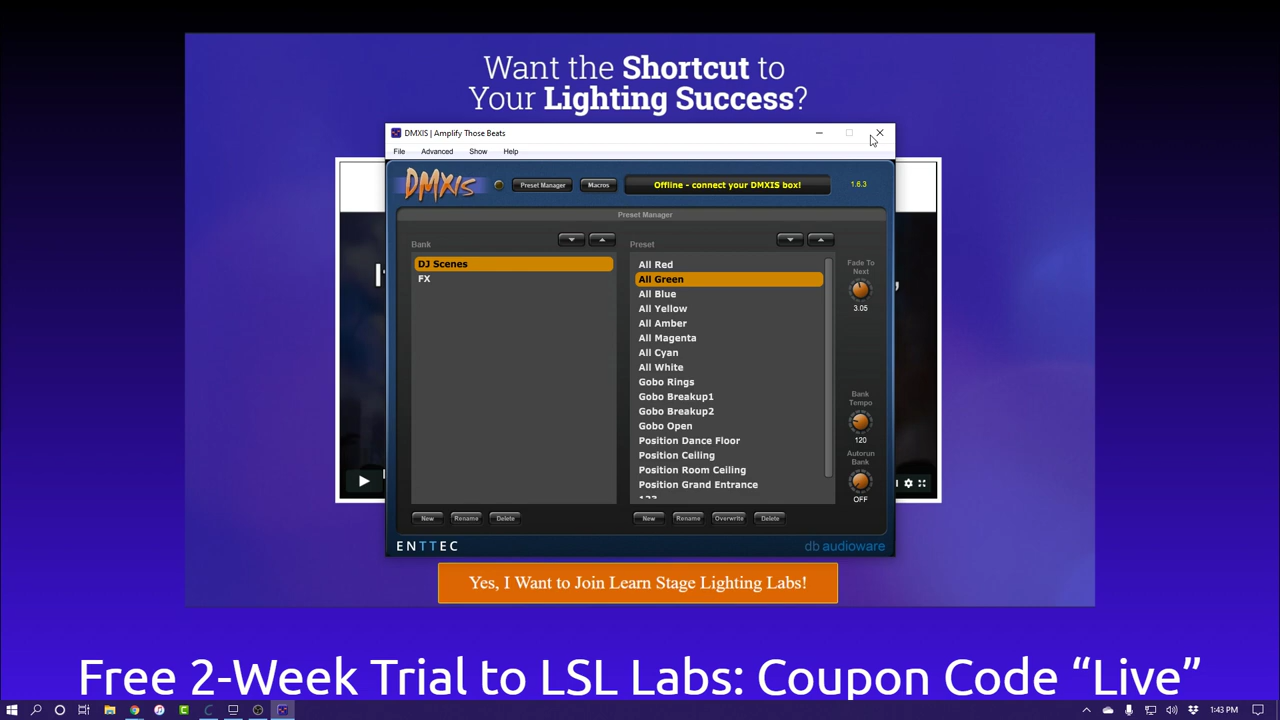 Want the Shortcut to
Your Lighting Success?
DMXIS | Amplify Those Beats
File Advanced Show Help
DMXIS Preset Manager Macros Offline - connect your DMXIS box! 1.6.3
Preset Manager
Bank
DJ Scenes
FX
New Rename Delete
Preset
All Red
All Green
All Blue
All Yellow
All Amber
All Magenta
All Cyan
All White
Gobo Rings
Gobo Breakup1
Gobo Breakup2
Gobo Open
Position Dance Floor
Position Ceiling
Position Room Ceiling
Position Grand Entrance
New Rename Overwrite Delete
Fade To
Next
3.05
Bank
Tempo
120
Autorun
Bank
OFF
ENTTEC db audioware
Yes, I Want to Join Learn Stage Lighting Labs!
Free 2-Week Trial to LSL Labs: Coupon Code “Live”
1:43 PM